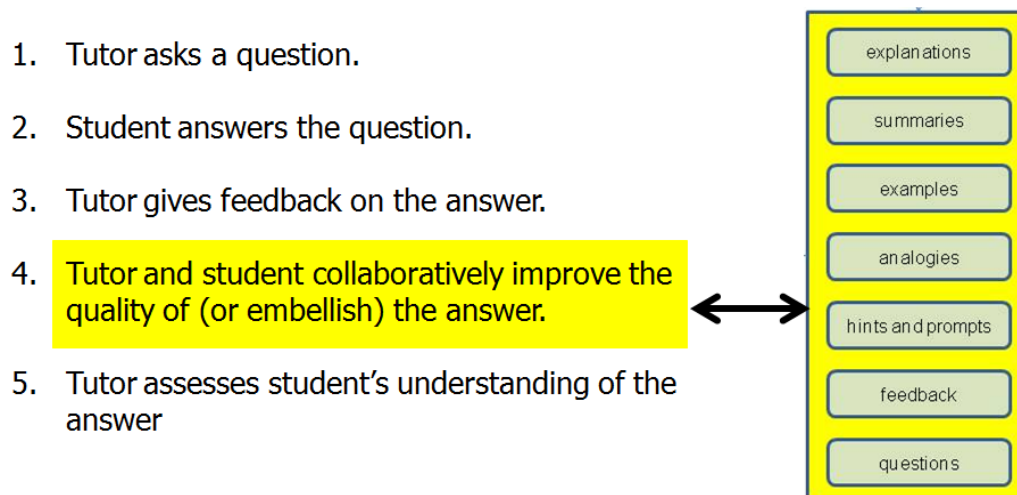 1. Tutor asks a question.
2. Student answers the question.
3. Tutor gives feedback on the answer.
4. Tutor and student collaboratively improve the
quality of (or embellish) the answer.
5. Tutor assesses student's understanding of the
answer
explanations
summaries
examples
analogies
hints and prompts
feedback
questions